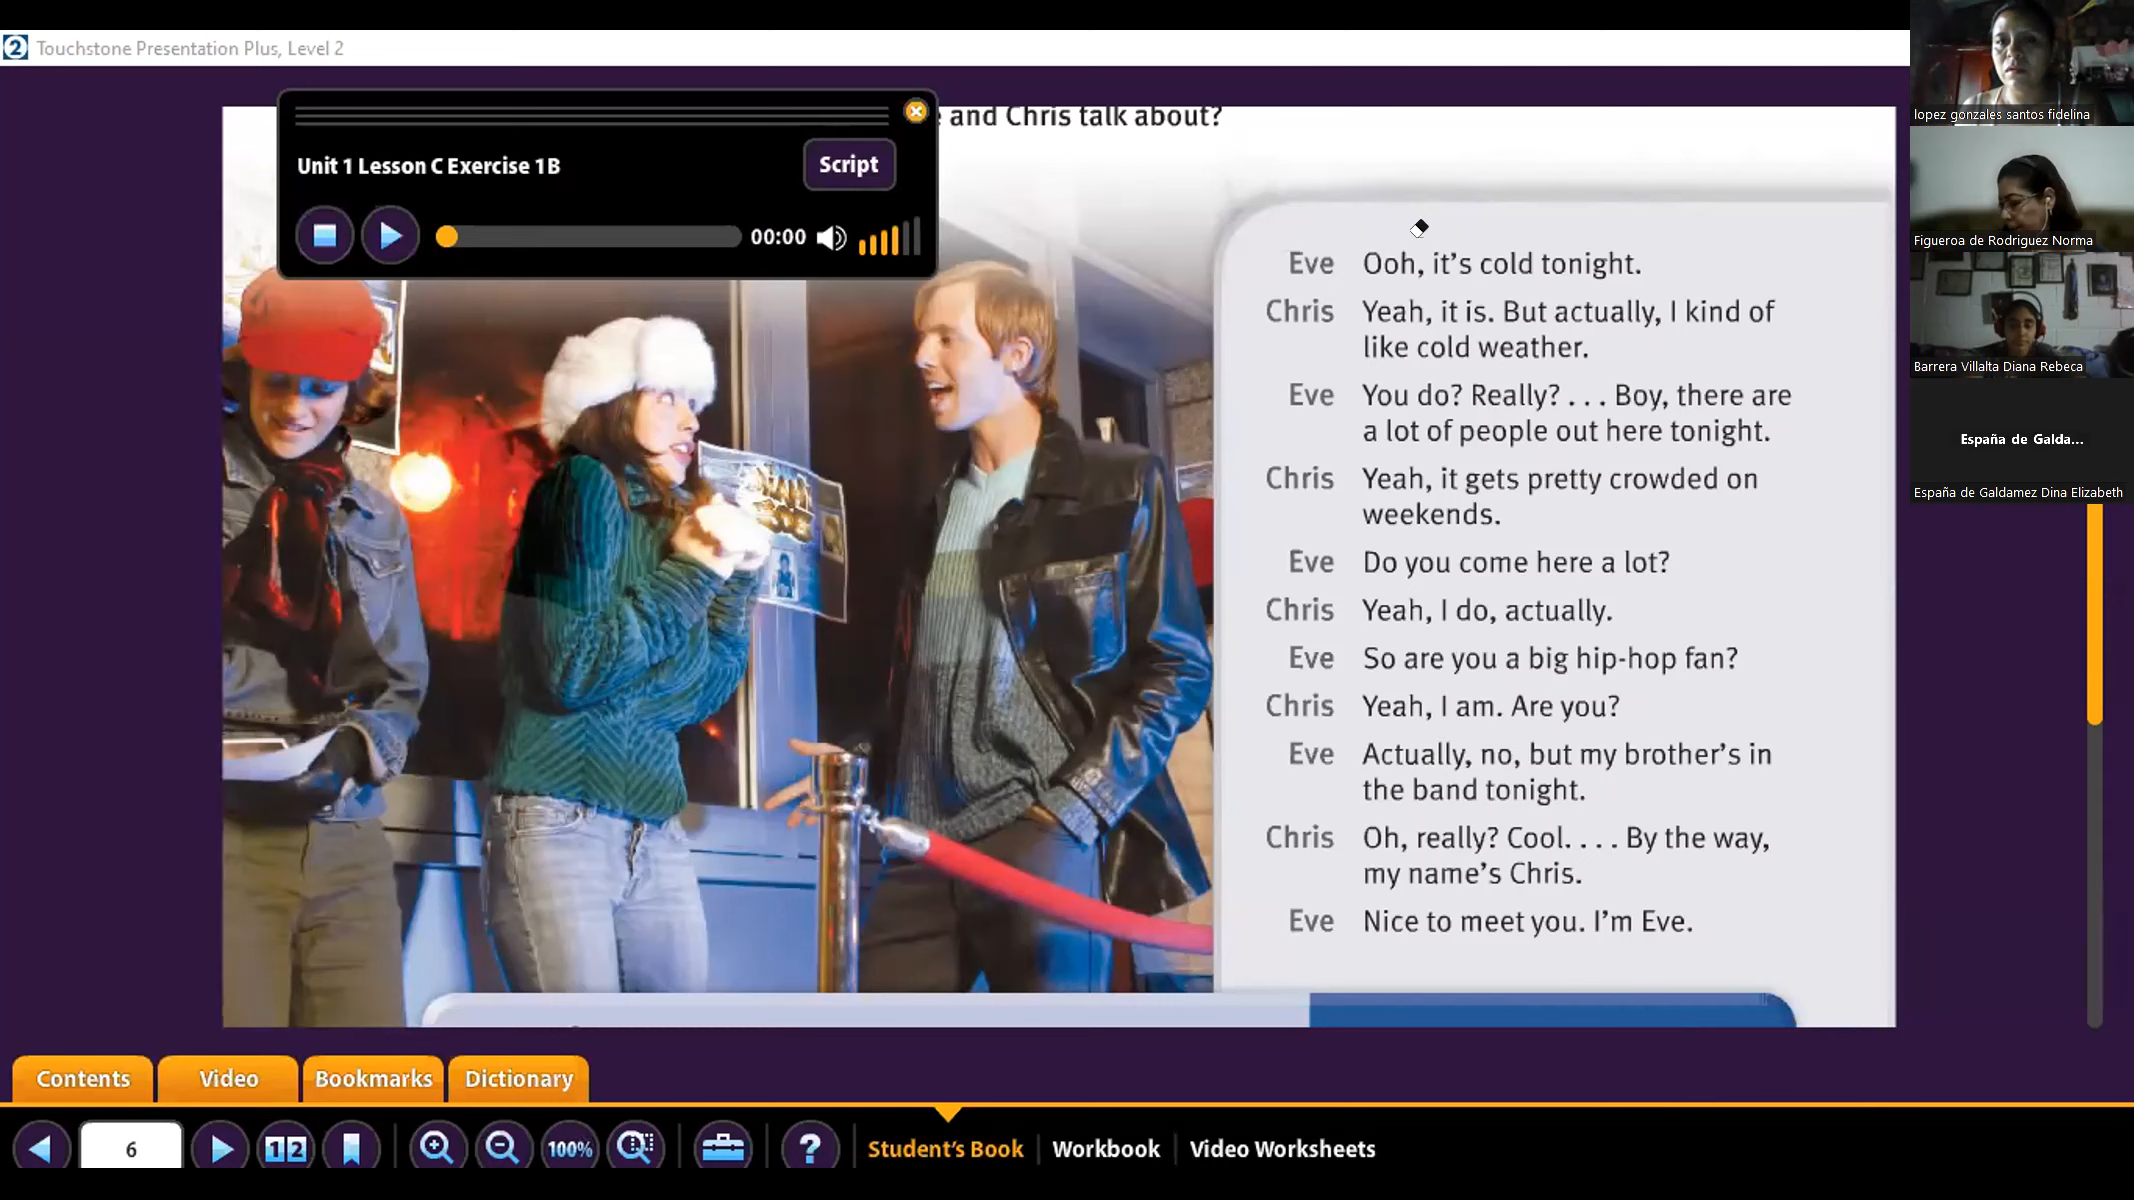 Touchstone Presentation Plus, Level 2
and Chris talk about?
Unit 1 Lesson C Exercise 1B
Script
00:00
Eve Ooh, it's cold tonight.
Chris Yeah, it is. But actually, I kind of
like cold weather.
Eve You do? Really? . . . Boy, there are
a lot of people out here tonight.
Chris Yeah, it gets pretty crowded on
weekends.
Eve Do you come here a lot?
Chris Yeah, I do, actually.
Eve So are you a big hip-hop fan?
Chris Yeah, I am. Are you?
Eve Actually, no, but my brother's in
the band tonight.
Chris Oh, really? Cool. . . . By the way,
my name's Chris.
Eve Nice to meet you. I'm Eve.
lopez gonzales santos fidelina
Figueroa de Rodriguez Norma
Barrera Villalta Diana Rebeca
España de Galda...
España de Galdamez Dina Elizabeth
Contents
Video
Bookmarks
Dictionary
6
1 2
100%
?
Student's Book
Workbook
Video Worksheets